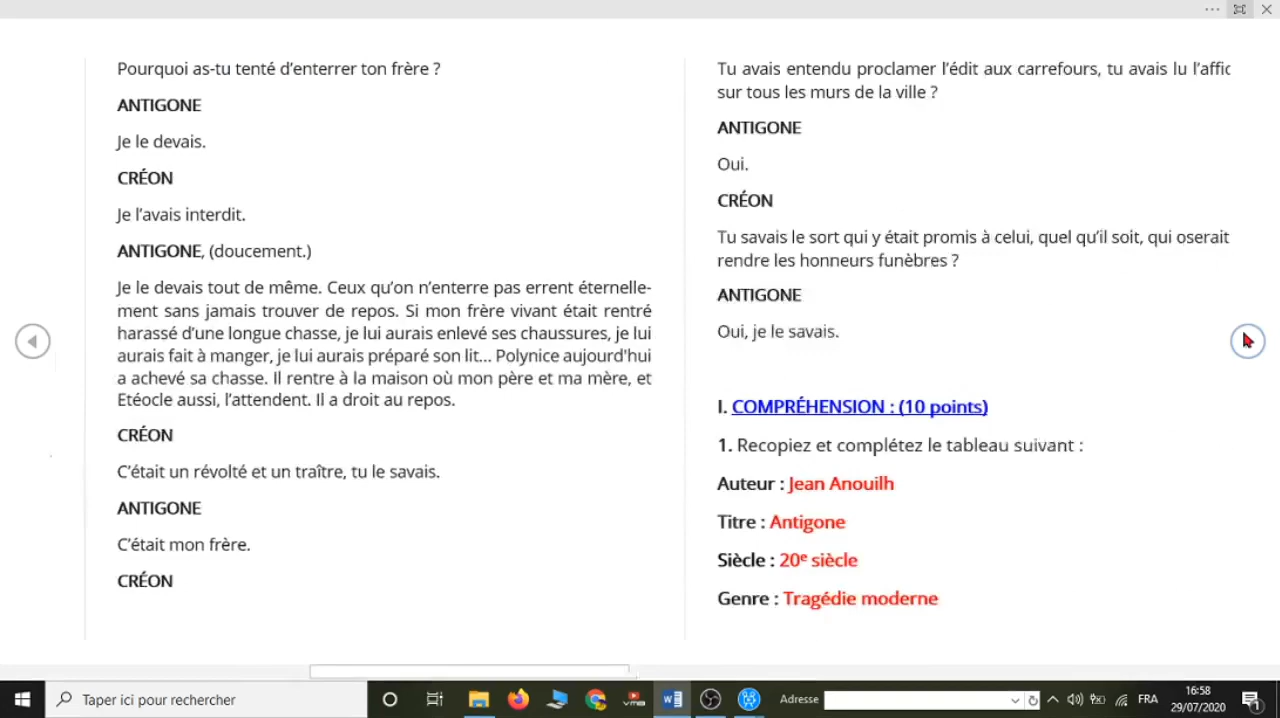 Pourquoi as-tu tenté d'enterrer ton frère ?
ANTIGONE
Je le devais.
CRÉON
Je l'avais interdit.
ANTIGONE, (doucement.)
Je le devais tout de même. Ceux qu'on n'enterre pas errent éternelle-
ment sans jamais trouver de repos. Si mon frère vivant était rentré
harassé d'une longue chasse, je lui aurais enlevé ses chaussures, je lui
aurais fait à manger, je lui aurais préparé son lit... Polynice aujourd'hui
a achevé sa chasse. Il rentre à la maison où mon père et ma mère, et
Etéocle aussi, l'attendent. Il a droit au repos.
CRÉON
C'était un révolté et un traître, tu le savais.
ANTIGONE
C'était mon frère.
CRÉON
Tu avais entendu proclamer l'édit aux carrefours, tu avais lu l'affic
sur tous les murs de la ville ?
ANTIGONE
Oui.
CRÉON
Tu savais le sort qui y était promis à celui, quel qu'il soit, qui oserait
rendre les honneurs funèbres ?
ANTIGONE
Oui, je le savais.
I. COMPRÉHENSION : (10 points)
1. Recopiez et complétez le tableau suivant :
Auteur : Jean Anouilh
Titre : Antigone
Siècle : 20e siècle
Genre : Tragédie moderne
Taper ici pour rechercher
Adresse
FRA
16:58
29/07/2020